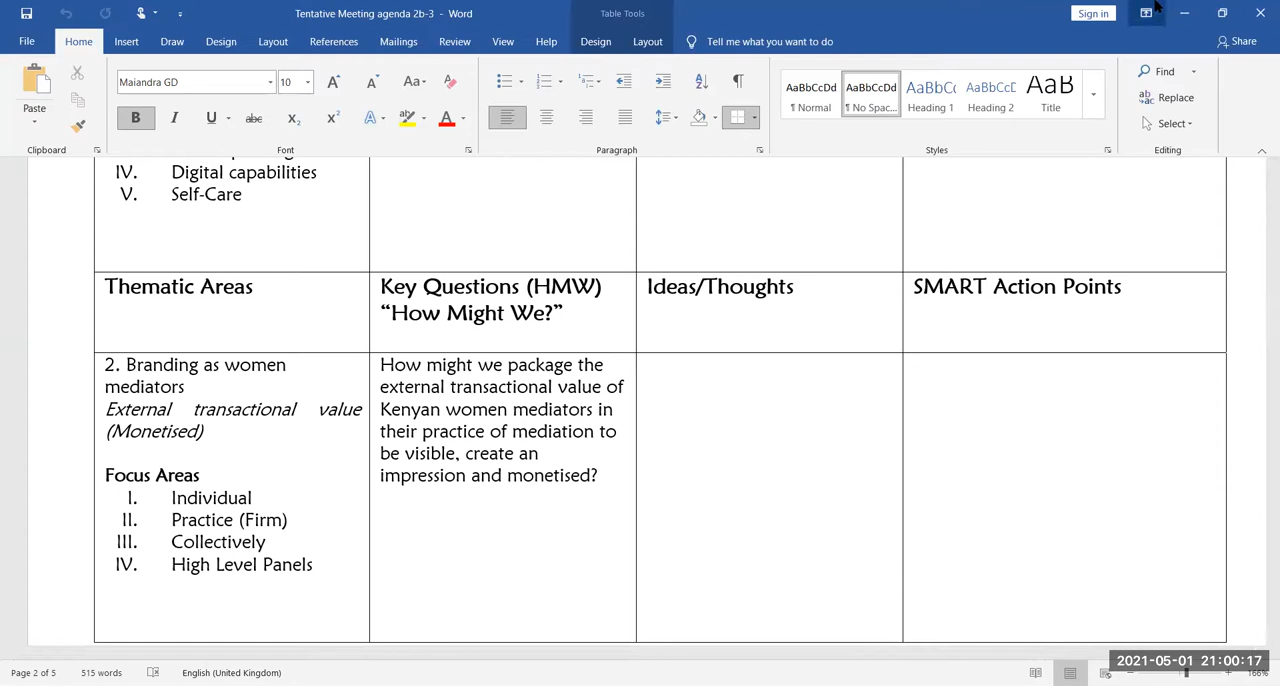 Tentative Meeting agenda 2b-3 - Word
Table Tools
Sign in
File
Home
Insert
Draw
Design
Layout
References
Mailings
Review
View
Help
Design
Layout
Tell me what you want to do
Share
Paste
Clipboard
Maiandra GD
10
Aa
B
I
U
abc
X2
X2
A
A
Font
Paragraph
AaBbCcDd
¶ Normal
AaBbCcDd
¶ No Spac...
AaBbCc
Heading 1
AaBbCcD
Heading 2
AaB
Title
Styles
Find
Replace
Select
Editing
IV. Digital capabilities
V. Self-Care
Thematic Areas
Key Questions (HMW)
“How Might We?”
Ideas/Thoughts
SMART Action Points
2. Branding as women
mediators
External transactional value
(Monetised)
Focus Areas
I. Individual
II. Practice (Firm)
III. Collectively
IV. High Level Panels
How might we package the
external transactional value of
Kenyan women mediators in
their practice of mediation to
be visible, create an
impression and monetised?
Page 2 of 5
515 words
English (United Kingdom)
2021-05-01 21:00:17
166%